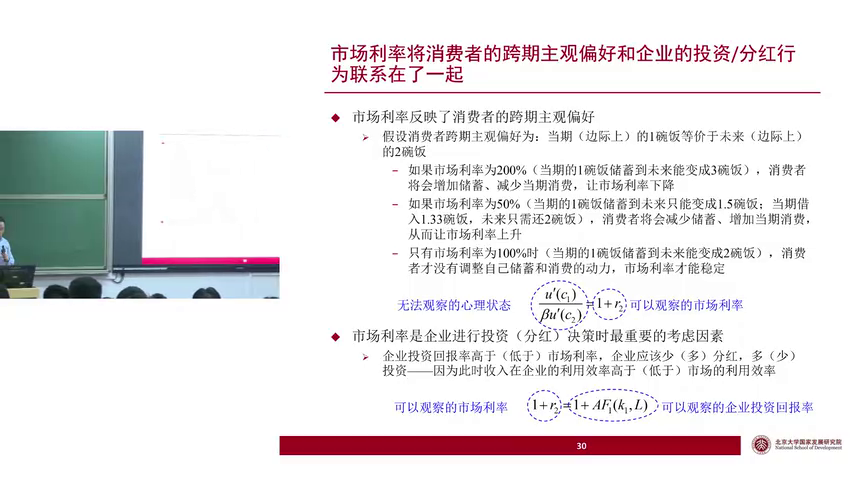 市场利率将消费者的跨期主观偏好和企业的投资/分红行
为联系在了一起
市场利率反映了消费者的跨期主观偏好
假设消费者跨期主观偏好为：当期（边际上）的1碗饭等价于未来（边际上）
的2碗饭
如果市场利率为200%（当期的1碗饭储蓄到未来能变成3碗饭），消费者
将会增加储蓄、减少当期消费，让市场利率下降
如果市场利率为50%（当期的1碗饭储蓄到未来只能变成1.5碗饭；当期借
入1.33碗饭，未来只需还2碗饭），消费者将会减少储蓄、增加当期消费，
从而让市场利率上升
只有市场利率为100%时（当期的1碗饭储蓄到未来能变成2碗饭），消费
者才没有调整自己储蓄和消费的动力，市场利率才能稳定
无法观察的心理状态 u′(c₁)/βu′(c₂) = 1+r₂ 可以观察的市场利率
市场利率是企业进行投资（分红）决策时最重要的考虑因素
企业投资回报率高于（低于）市场利率，企业应该少（多）分红，多（少）
投资——因为此时收入在企业的利用效率高于（低于）市场的利用效率
可以观察的市场利率 1+r₂ = 1+AF₁(k₁,L) 可以观察的企业投资回报率
30
北京大学国家发展研究院
National School of Development